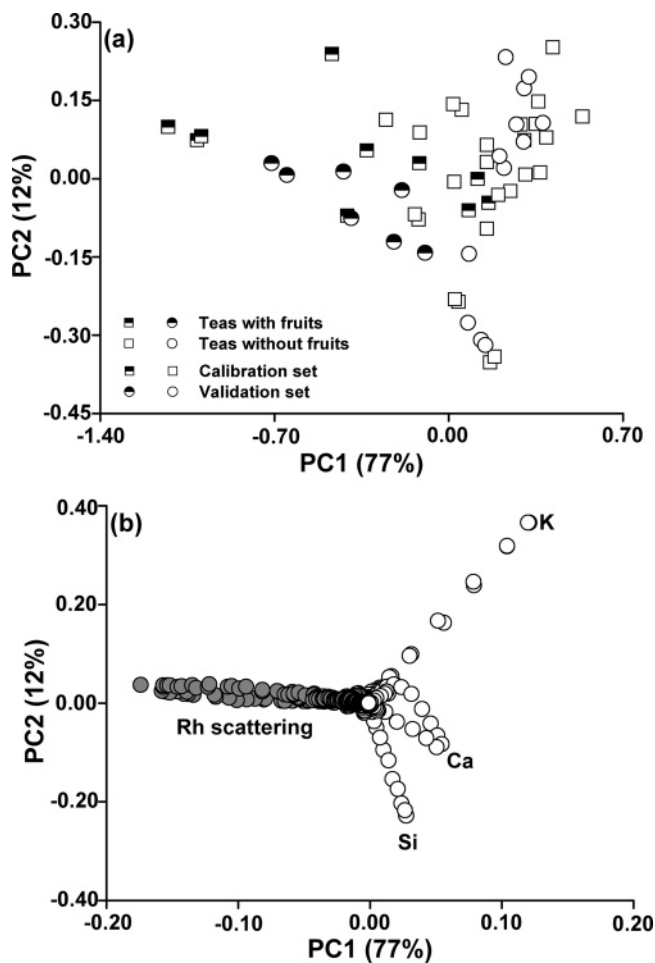 (a)
0.30
0.15
0.00
-0.15
-0.30
-0.45
PC2 (12%)
Teas with fruits
Teas without fruits
Calibration set
Validation set
-1.40 -0.70 0.00 0.70
PC1 (77%)
(b)
0.40
0.20
0.00
-0.20
-0.40
PC2 (12%)
K
Rh scattering
Ca
Si
-0.20 -0.10 0.00 0.10 0.20
PC1 (77%)